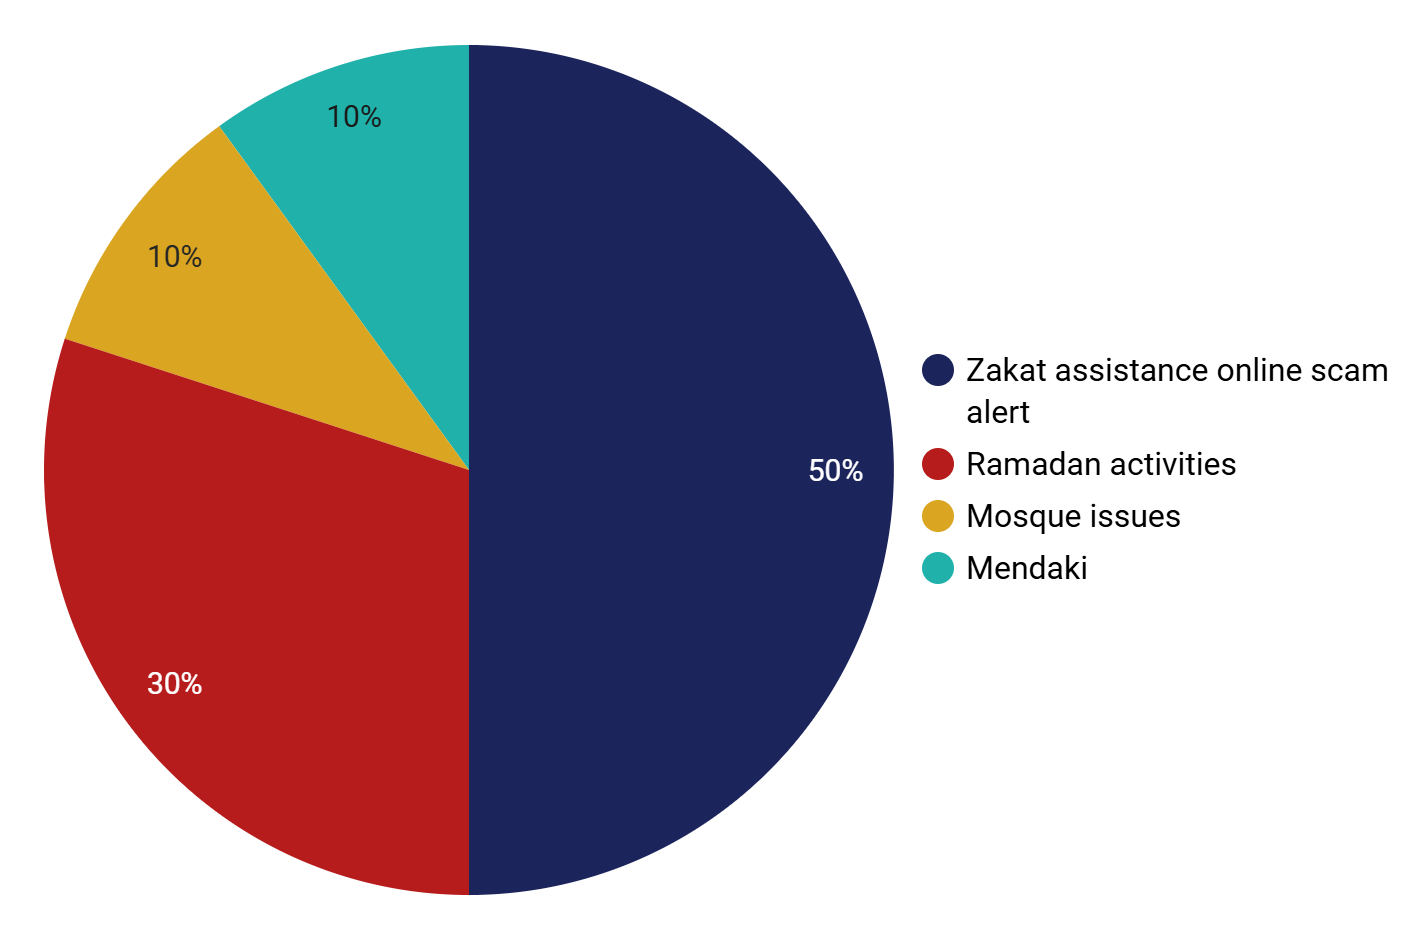 10%
10%
50%
30%
Zakat assistance online scam
alert
Ramadan activities
Mosque issues
Mendaki